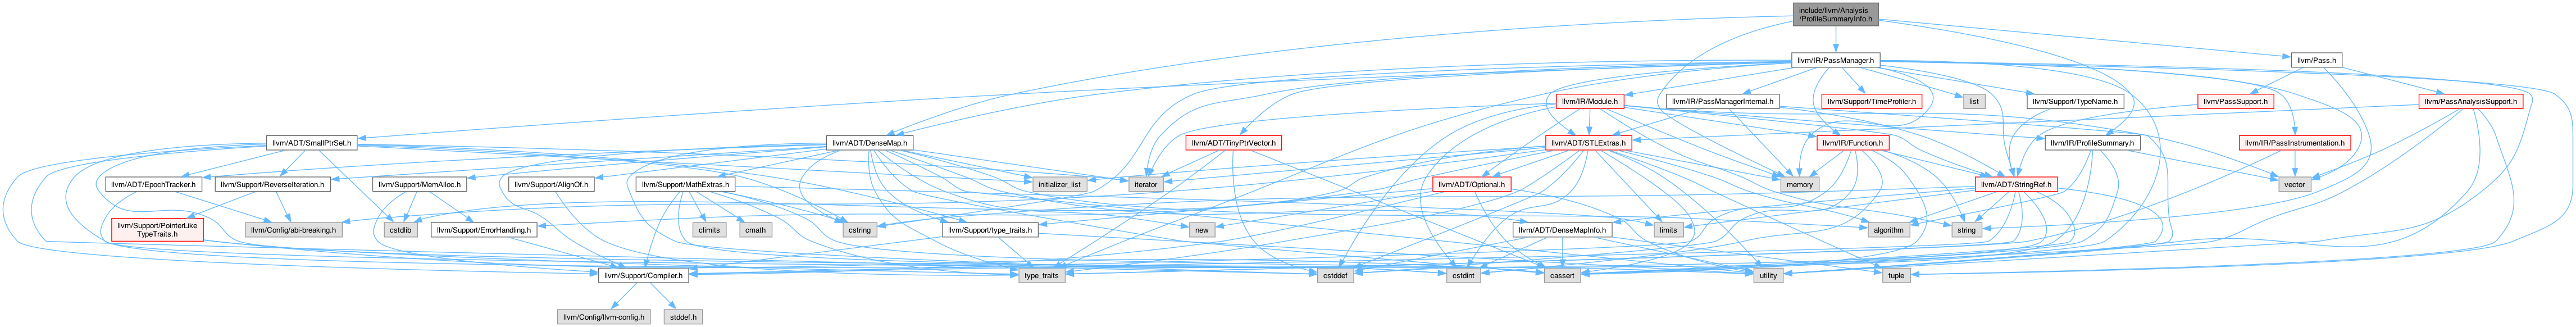 include/llvm/Analysis
/ProfileSummaryInfo.h
llvm/IR/PassManager.h
llvm/Pass.h
llvm/IR/Module.h
llvm/IR/PassManagerInternal.h
llvm/Support/TimeProfiler.h
list
llvm/Support/TypeName.h
llvm/PassSupport.h
llvm/PassAnalysisSupport.h
llvm/ADT/SmallPtrSet.h
llvm/ADT/DenseMap.h
llvm/ADT/TinyPtrVector.h
llvm/ADT/STLExtras.h
llvm/IR/Function.h
llvm/IR/ProfileSummary.h
llvm/IR/PassInstrumentation.h
llvm/ADT/EpochTracker.h
llvm/Support/ReverseIteration.h
llvm/Support/MemAlloc.h
llvm/Support/AlignOf.h
llvm/Support/MathExtras.h
initializer_list
iterator
llvm/ADT/Optional.h
memory
llvm/ADT/StringRef.h
vector
llvm/Support/PointerLike
TypeTraits.h
llvm/Config/abi-breaking.h
cstdlib
llvm/Support/ErrorHandling.h
climits
cmath
cstring
llvm/Support/type_traits.h
new
llvm/ADT/DenseMapInfo.h
limits
algorithm
string
llvm/Support/Compiler.h
type_traits
cstddef
cstdint
cassert
utility
tuple
llvm/Config/llvm-config.h
stddef.h